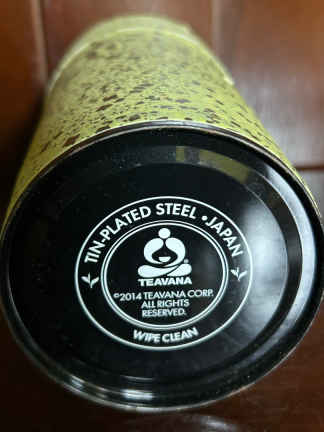 TIN-PLATED STEEL • JAPAN
TEAVANA
©2014 TEAVANA CORP.
ALL RIGHTS
RESERVED.
WIPE CLEAN